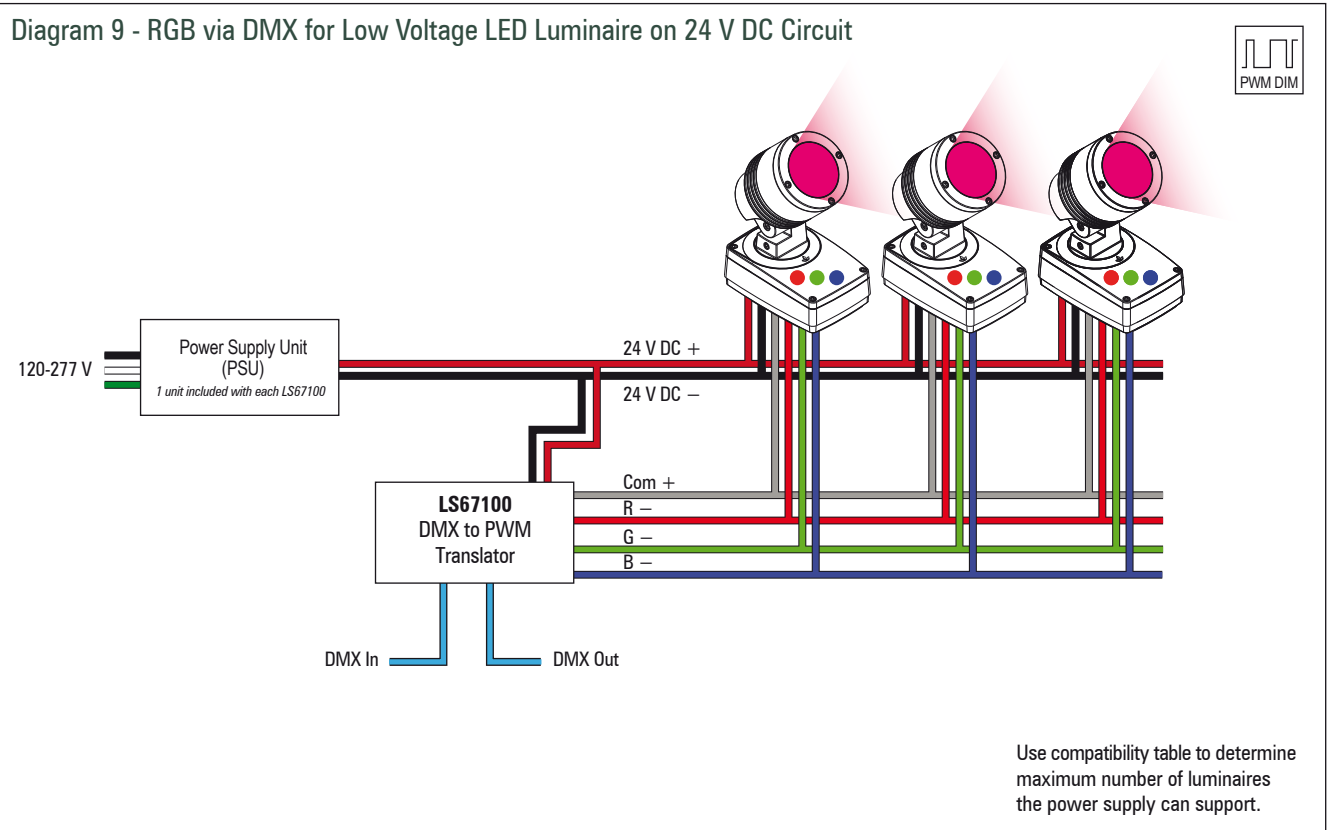 Diagram 9 - RGB via DMX for Low Voltage LED Luminaire on 24 V DC Circuit
PWM DIM
120-277 V
Power Supply Unit
(PSU)
1 unit included with each LS67100
24 V DC +
24 V DC −
LS67100
DMX to PWM
Translator
Com +
R −
G −
B −
DMX In
DMX Out
Use compatibility table to determine
maximum number of luminaires
the power supply can support.